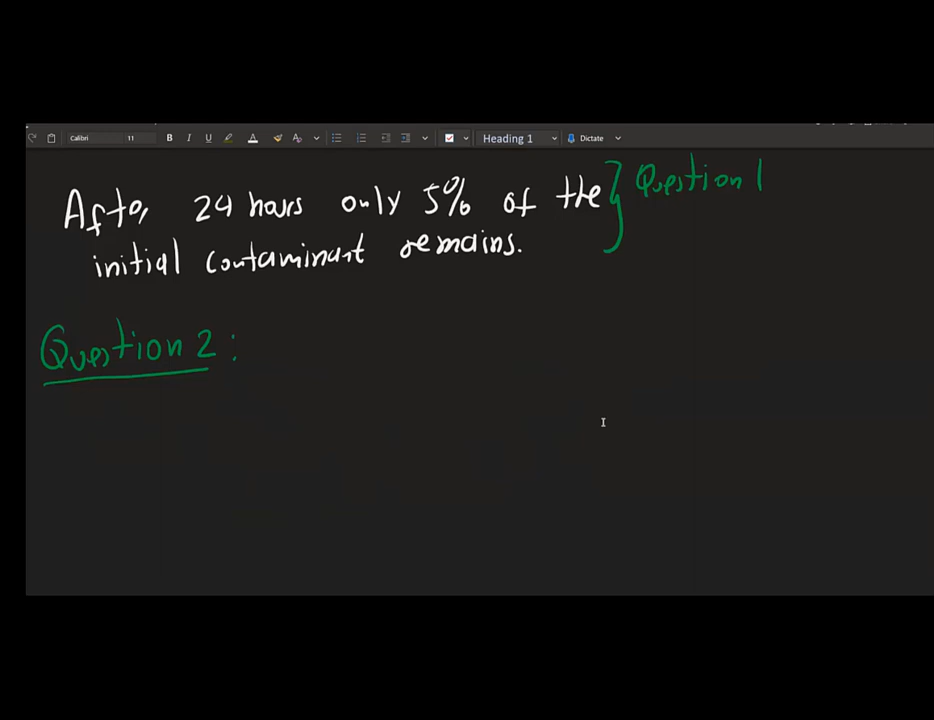 Calibri 11 B I U A Heading 1 Dictate
After 24 hours only 5% of the
initial contaminant remains.
Question 1
Question 2: